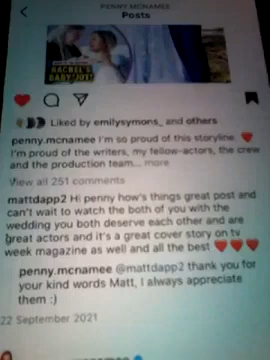 PENNY.MCNAMEE
Posts
RACHEL'S
BABY JOY!
Liked by emilysymons_ and others
penny.mcnamee I'm so proud of this storyline.
I'm proud of the writers, my fellow-actors, the crew
and the production team... more
View all 251 comments
mattdapp2 Hi penny how's things great post and
can't wait to watch the both of you with the
wedding you both deserve each other and are
great actors and it's a great cover story on tv
week magazine as well and all the best ❤️❤️❤️
penny.mcnamee @mattdapp2 thank you for
your kind words Matt, I always appreciate
them :)
22 September 2021